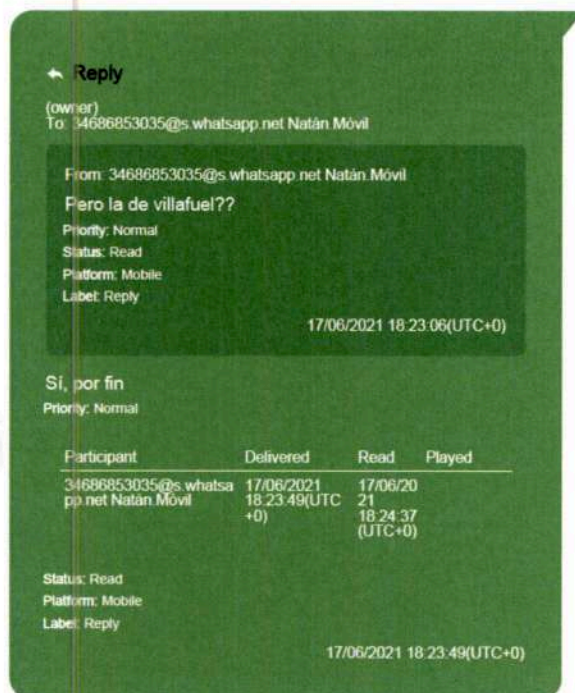 Reply
(owner)
To: 34686853035@s.whatsapp.net Natán.Móvil
From: 34686853035@s.whatsapp.net Natán.Móvil
Pero la de villafuel??
Priority: Normal
Status: Read
Platform: Mobile
Label: Reply
17/06/2021 18:23:06(UTC+0)
Sí, por fin
Priority: Normal
Participant Delivered Read Played
34686853035@s.whatsa 17/06/2021 17/06/20
pp.net Natán.Móvil 18:23:49(UTC 21
+0) 18:24:37
(UTC+0)
Status: Read
Platform: Mobile
Label: Reply
17/06/2021 18:23:49(UTC+0)